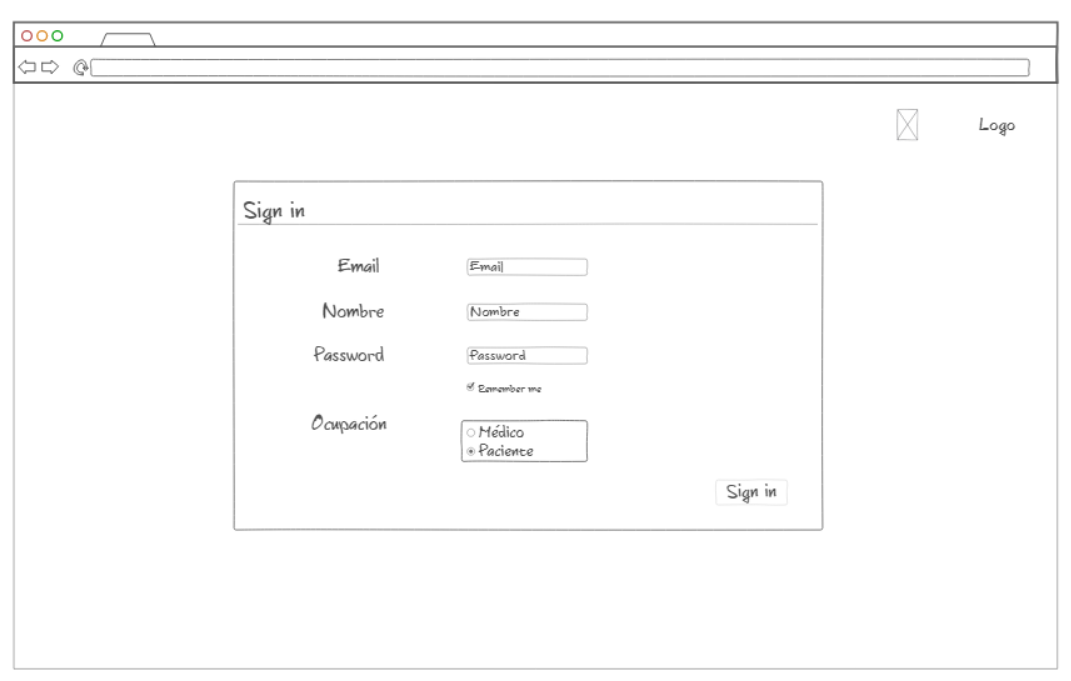 Logo
Sign in
Email Email
Nombre Nombre
Password Password
Remember me
Ocupación
Médico
Paciente
Sign in